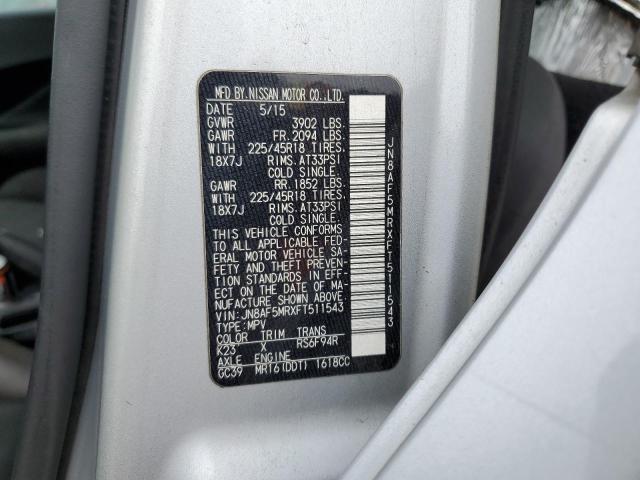 MFD BY.NISSAN MOTOR CO.,LTD.
DATE 5/15
GVWR 3902 LBS.
GAWR FR. 2094 LBS.
WITH 225/45R18 TIRES.
18X7J RIMS. AT33PSI
COLD SINGLE.
GAWR RR. 1852 LBS.
WITH 225/45R18 TIRES.
18X7J RIMS. AT33PSI
COLD SINGLE.
THIS VEHICLE CONFORMS
TO ALL APPLICABLE FED-
ERAL MOTOR VEHICLE SA-
FETY AND THEFT PREVEN-
TION STANDARDS IN EFF-
ECT ON THE DATE OF MA-
NUFACTURE SHOWN ABOVE.
VIN: JN8AF5MRXFT511543
TYPE: MPV
COLOR TRIM TRANS
K23 X RS6F94R
AXLE ENGINE
GC39 MR16(DDT) 1618CC
JN8AF5MRXFT511543